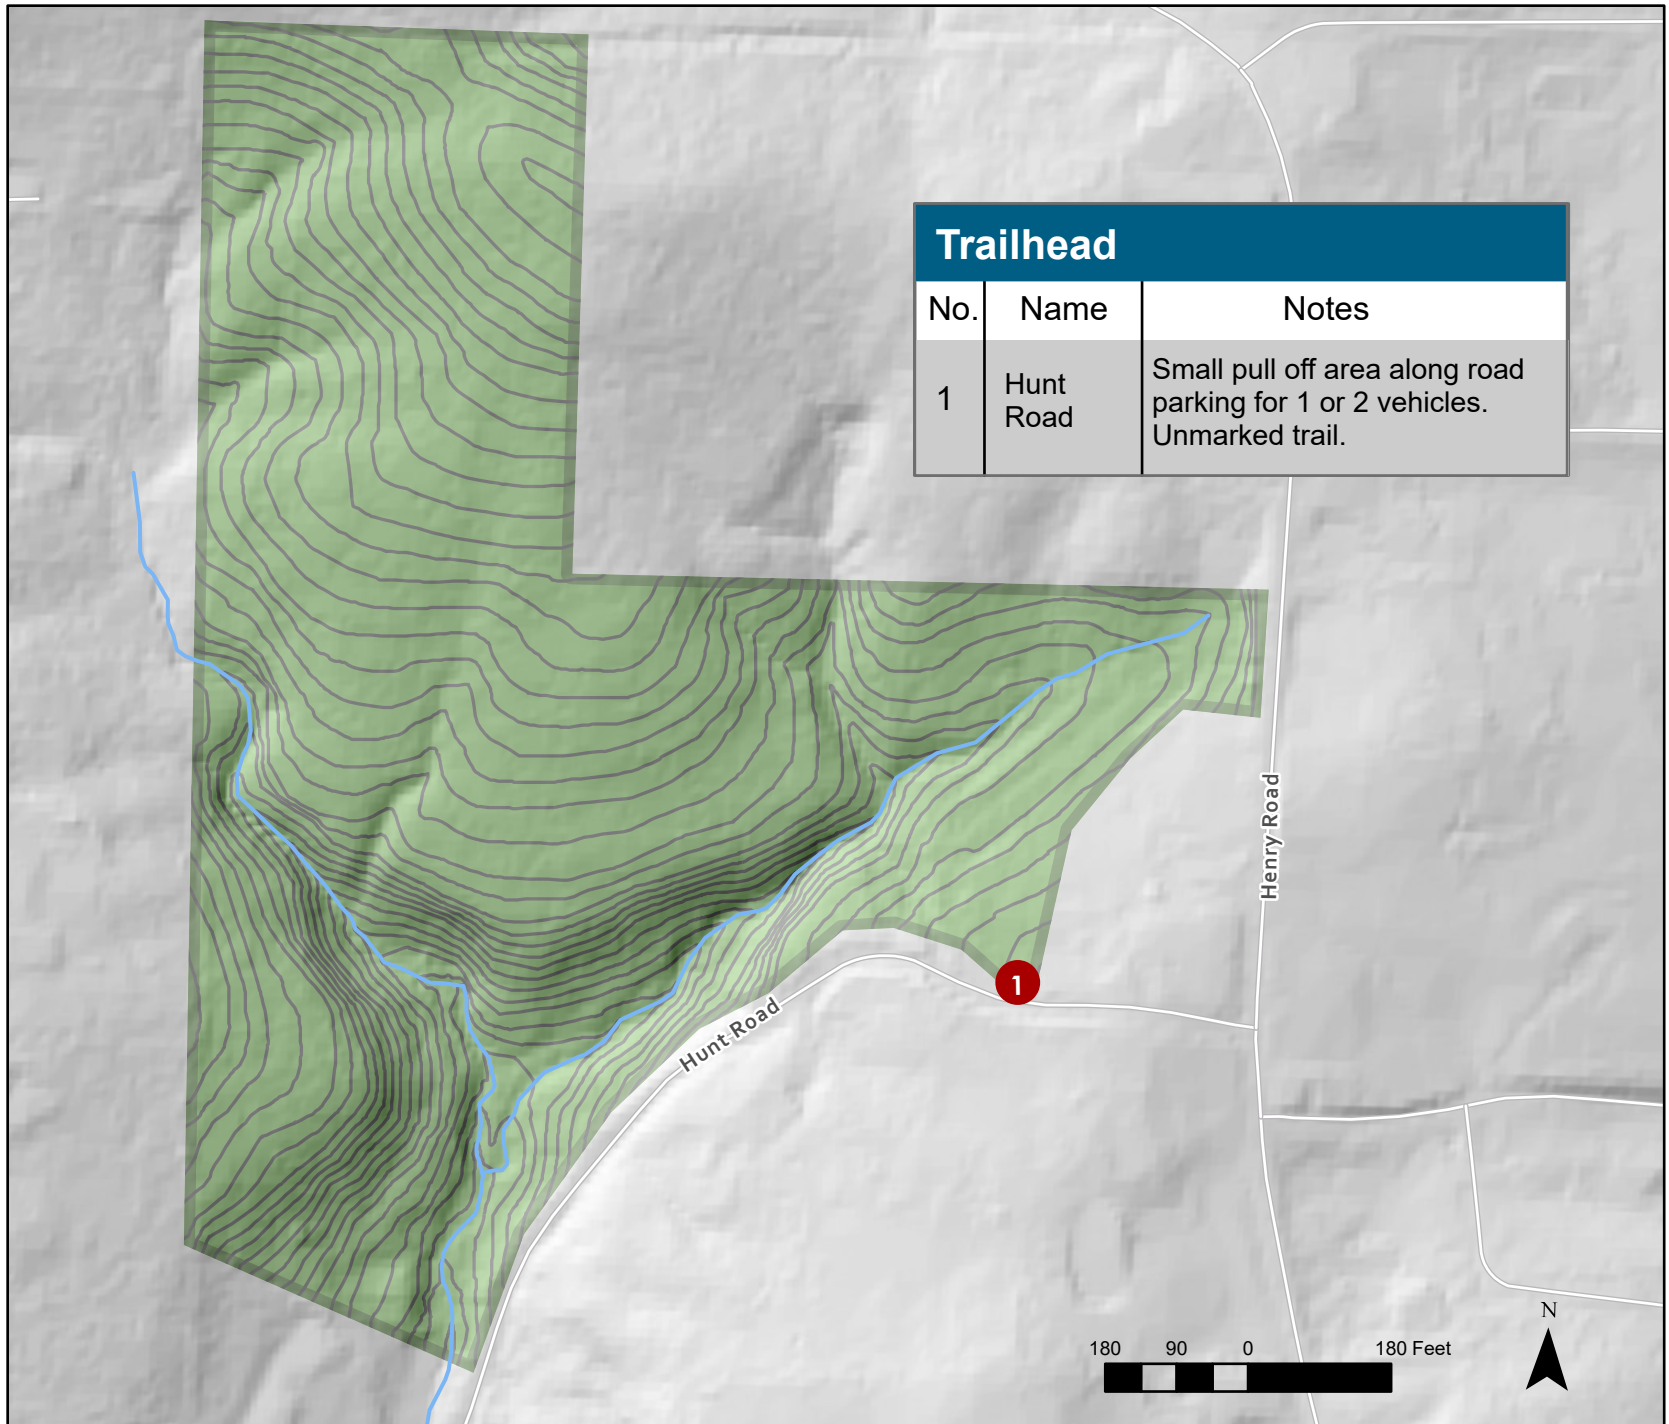 Trailhead
No. Name Notes
1
Hunt
Road
Small pull off area along road
parking for 1 or 2 vehicles.
Unmarked trail.
Henry Road
1
Hunt Road
N
180 90 0 180 Feet